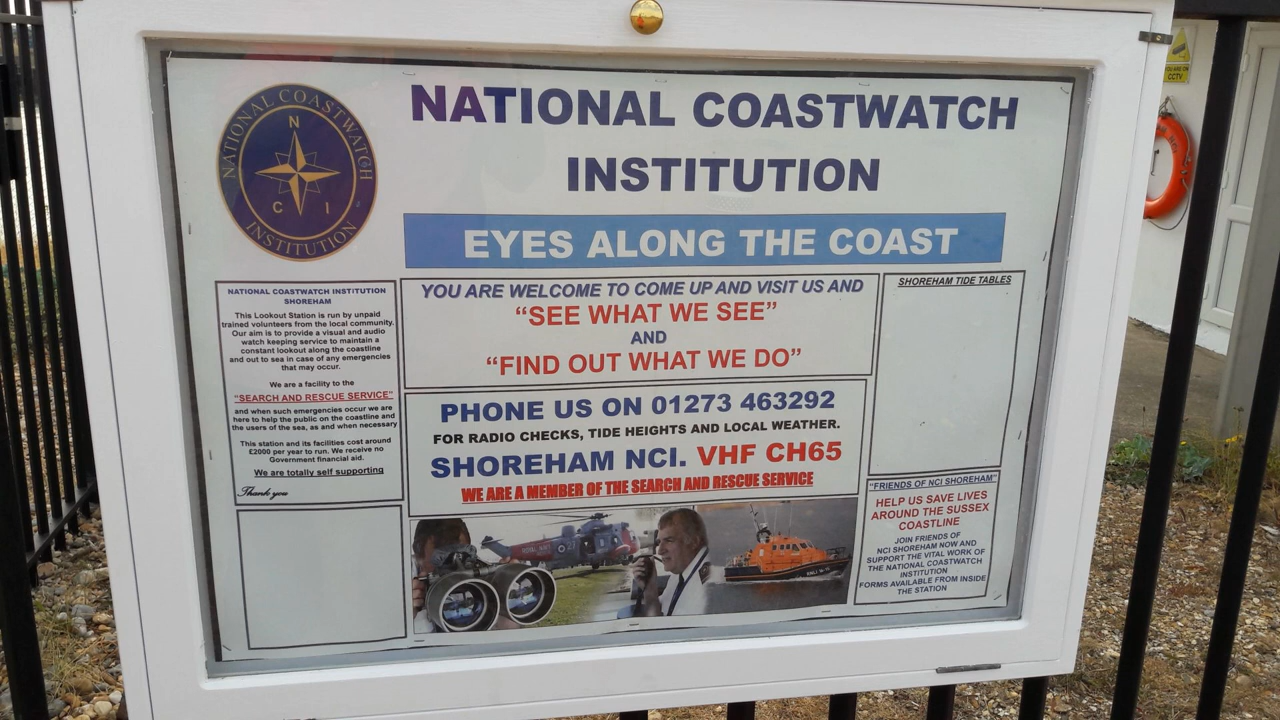 NATIONAL COASTWATCH
INSTITUTION
N
C I
NATIONAL COASTWATCH
INSTITUTION
EYES ALONG THE COAST
NATIONAL COASTWATCH INSTITUTION
SHOREHAM
This Lookout Station is run by unpaid
trained volunteers from the local community.
Our aim is to provide a visual and audio
watch keeping service to maintain a
constant lookout along the coastline
and out to sea in case of any emergencies
that may occur.
We are a facility to the
"SEARCH AND RESCUE SERVICE"
and when such emergencies occur we are
here to help the public on the coastline and
the users of the sea, as and when necessary
This station and its facilities cost around
£2000 per year to run. We receive no
Government financial aid.
We are totally self supporting
Thank you
YOU ARE WELCOME TO COME UP AND VISIT US AND
"SEE WHAT WE SEE"
AND
"FIND OUT WHAT WE DO"
PHONE US ON 01273 463292
FOR RADIO CHECKS, TIDE HEIGHTS AND LOCAL WEATHER.
SHOREHAM NCI. VHF CH65
WE ARE A MEMBER OF THE SEARCH AND RESCUE SERVICE
ROYAL NAVY
SHOREHAM TIDE TABLES
"FRIENDS OF NCI SHOREHAM"
HELP US SAVE LIVES
AROUND THE SUSSEX
COASTLINE
JOIN FRIENDS OF
NCI SHOREHAM NOW AND
SUPPORT THE VITAL WORK OF
THE NATIONAL COASTWATCH
INSTITUTION
FORMS AVAILABLE FROM INSIDE
THE STATION
YOU ARE ON
CCTV